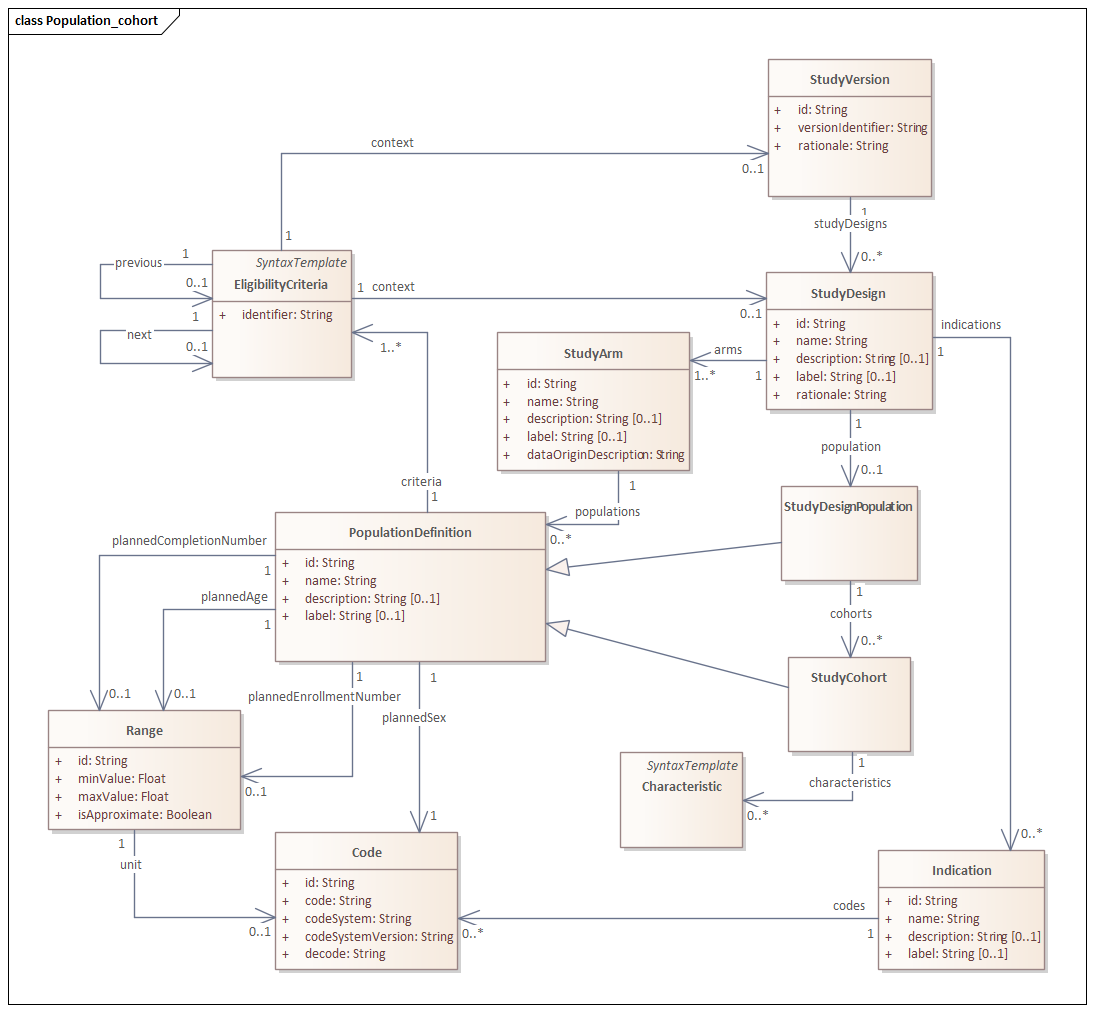 class Population_cohort
StudyVersion
+ id: String
+ versionIdentifier: String
+ rationale: String
context
0..1
1
1
studyDesigns
0..*
SyntaxTemplate
EligibilityCriteria
+ identifier: String
previous
1
0..1
1
next
0..1
1
context
0..1
1..*
StudyDesign
+ id: String
+ name: String
+ description: String [0..1]
+ label: String [0..1]
+ rationale: String
indications
1
arms
1..*
1
StudyArm
+ id: String
+ name: String
+ description: String [0..1]
+ label: String [0..1]
+ dataOriginDescription: String
1
population
0..1
criteria
1
1
populations
0..*
StudyDesignPopulation
PopulationDefinition
+ id: String
+ name: String
+ description: String [0..1]
+ label: String [0..1]
plannedCompletionNumber
1
plannedAge
1
0..1
0..1
1
plannedEnrollmentNumber
0..1
1
plannedSex
1
1
cohorts
0..*
StudyCohort
1
characteristics
0..*
SyntaxTemplate
Characteristic
Range
+ id: String
+ minValue: Float
+ maxValue: Float
+ isApproximate: Boolean
1
unit
0..1
Code
+ id: String
+ code: String
+ codeSystem: String
+ codeSystemVersion: String
+ decode: String
0..*
codes
1
0..*
Indication
+ id: String
+ name: String
+ description: String [0..1]
+ label: String [0..1]